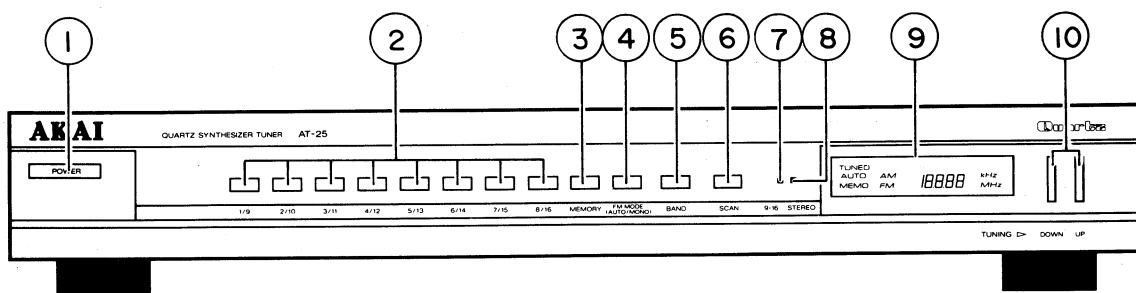 1 2 3 4 5 6 7 8 9 10
AKAI QUARTZ SYNTHESIZER TUNER AT-25 Quartz
POWER
TUNED
AUTO AM 18888 kHz
MEMO FM MHz
1/9 2/10 3/11 4/12 5/13 6/14 7/15 8/16 MEMORY FM MODE (AUTO/MONO) BAND SCAN 9-16 STEREO
TUNING ▷ DOWN UP